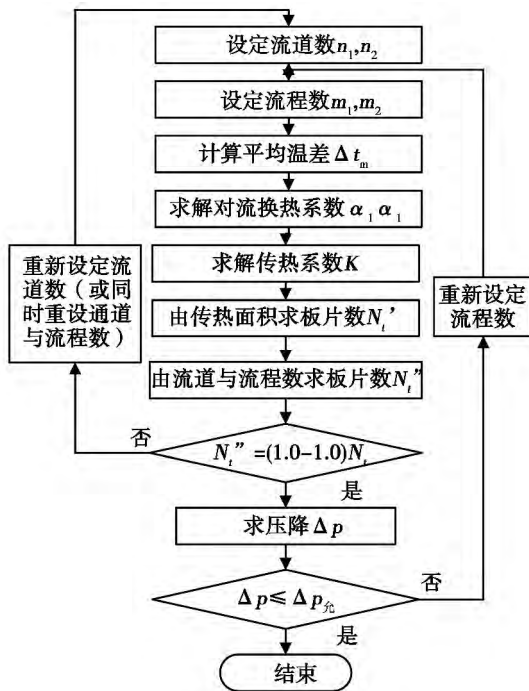 设定流道数n₁,n₂
设定流程数m₁,m₂
计算平均温差Δtₘ
求解对流换热系数α₁α₁
求解传热系数K
由传热面积求板片数Nₜ'
由流道与流程数求板片数Nₜ"
Nₜ"=(1.0-1.0)Nₜ
否
是
求压降Δp
Δp≤Δp允
否
是
结束
重新设定流
道数（或同
时重设通道
与流程数）
重新设定
流程数